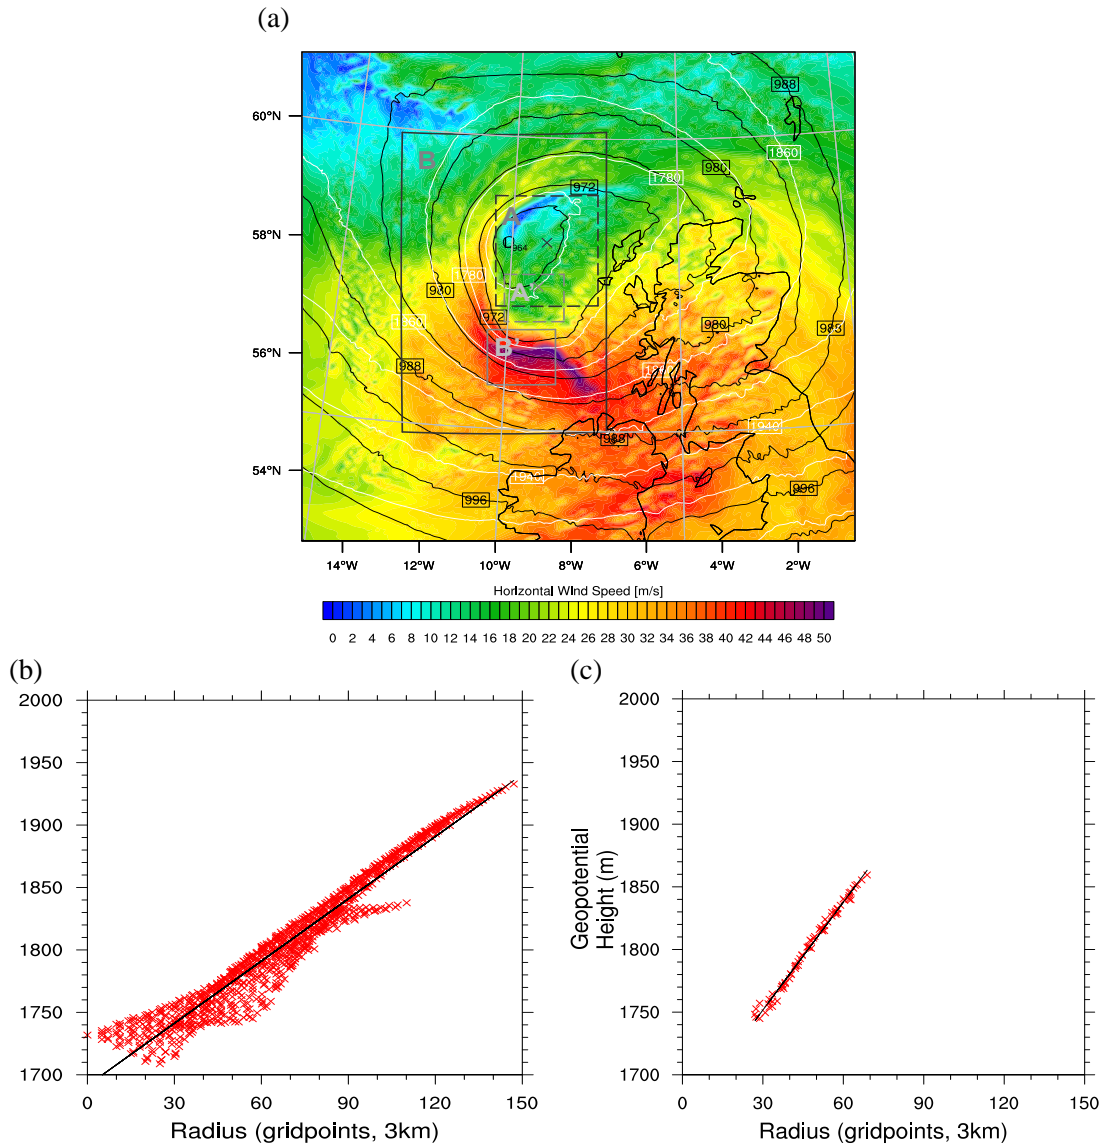 (a)
60°N
58°N
56°N
54°N
988
1860
980
1780
972
B
A
964
1780
980
A'
972
980
985
B'
988
988
1940
1940
996
996
14°W 12°W 10°W 8°W 6°W 4°W 2°W
Horizontal Wind Speed [m/s]
0 2 4 6 8 10 12 14 16 18 20 22 24 26 28 30 32 34 36 38 40 42 44 46 48 50
(b)
2000
1950
1900
1850
1800
1750
1700
0 30 60 90 120 150
Radius (gridpoints, 3km)
(c)
Geopotential
Height (m)
2000
1950
1900
1850
1800
1750
1700
0 30 60 90 120 150
Radius (gridpoints, 3km)